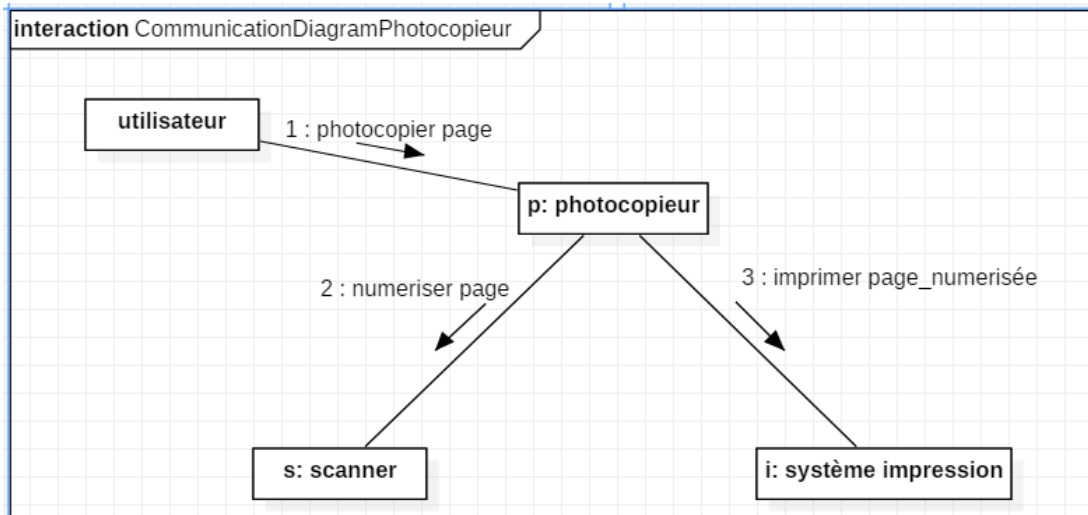 interaction CommunicationDiagramPhotocopieur
utilisateur
1 : photocopier page
p: photocopieur
2 : numeriser page
3 : imprimer page_numerisée
s: scanner
i: système impression